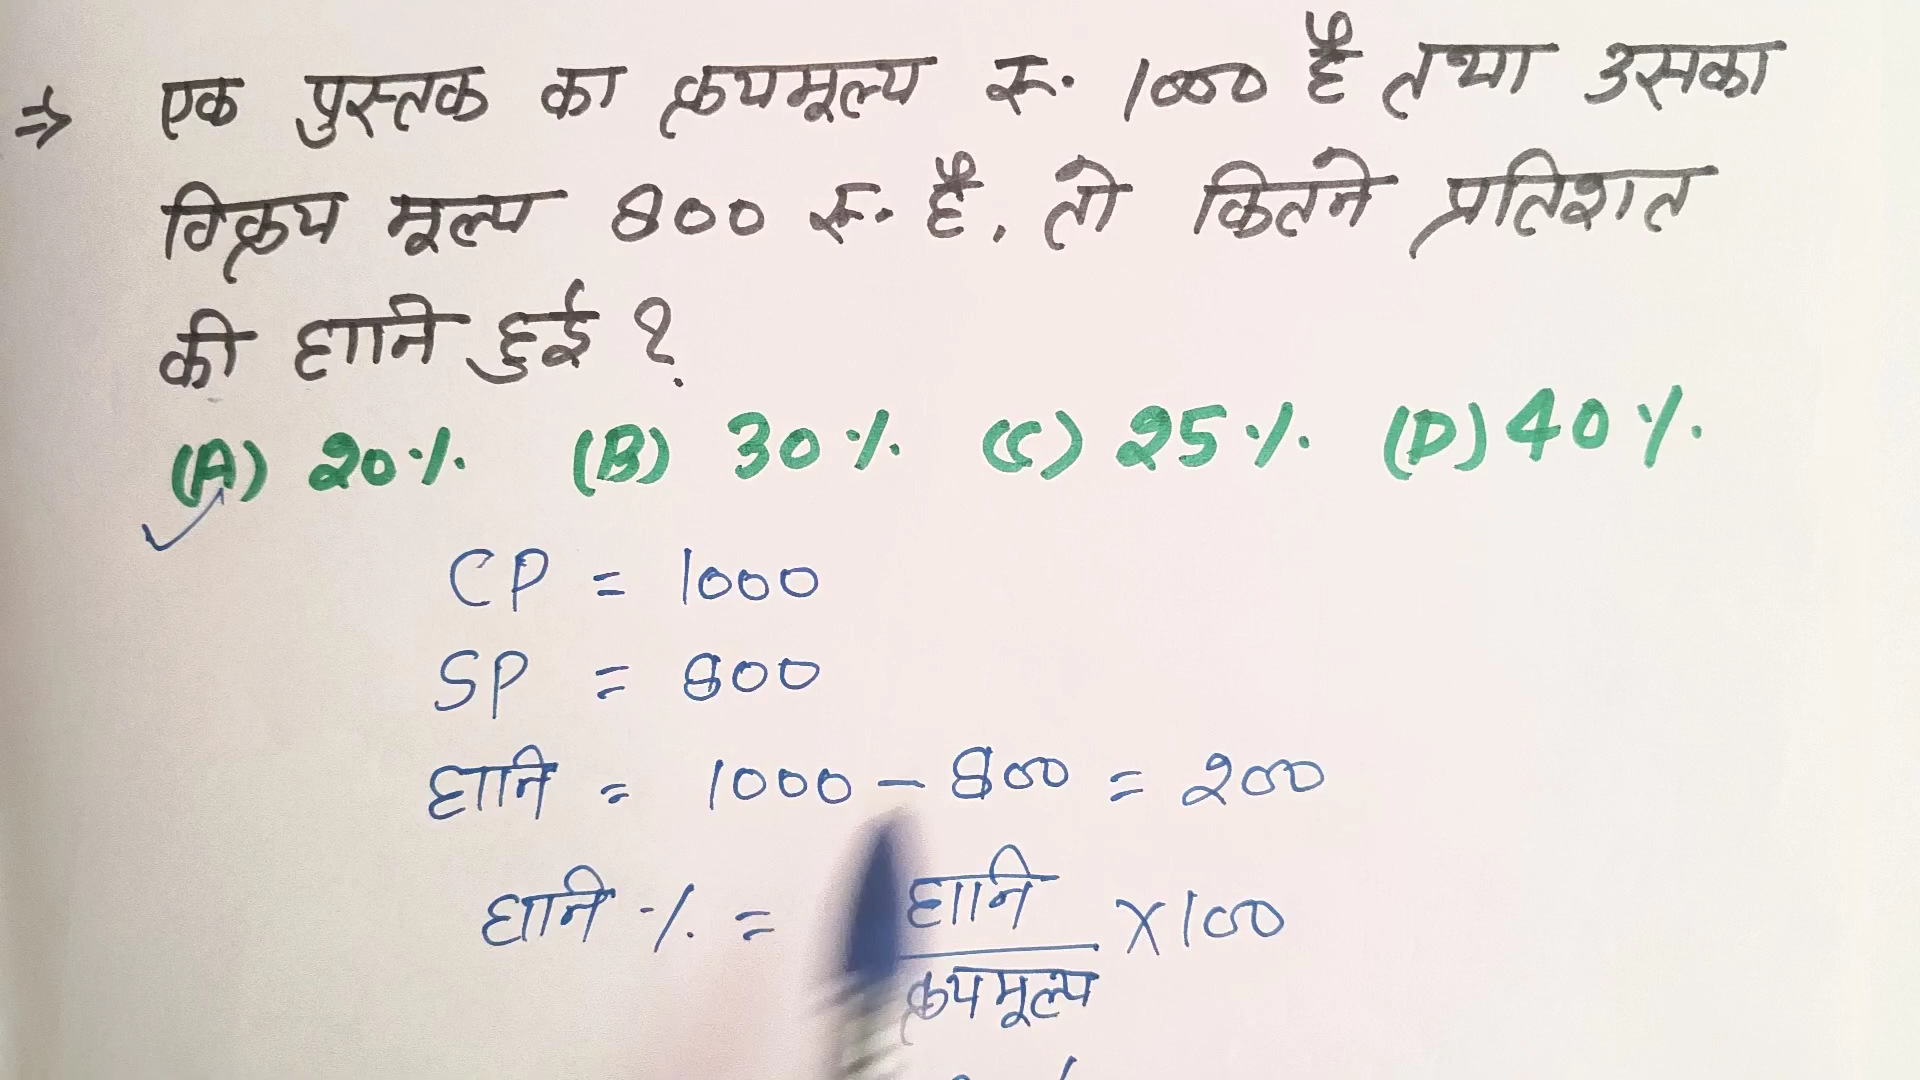 ⇒ एक पुस्तक का क्रयमूल्य रू. 1000 है तथा उसका
विक्रय मूल्य 800 रू. है, तो कितने प्रतिशत
की हानि हुई ?
(A) 20% (B) 30% (C) 25% (D) 40%
CP = 1000
SP = 800
हानि = 1000 - 800 = 200
हानि % = हानि × 100
क्रयमूल्य